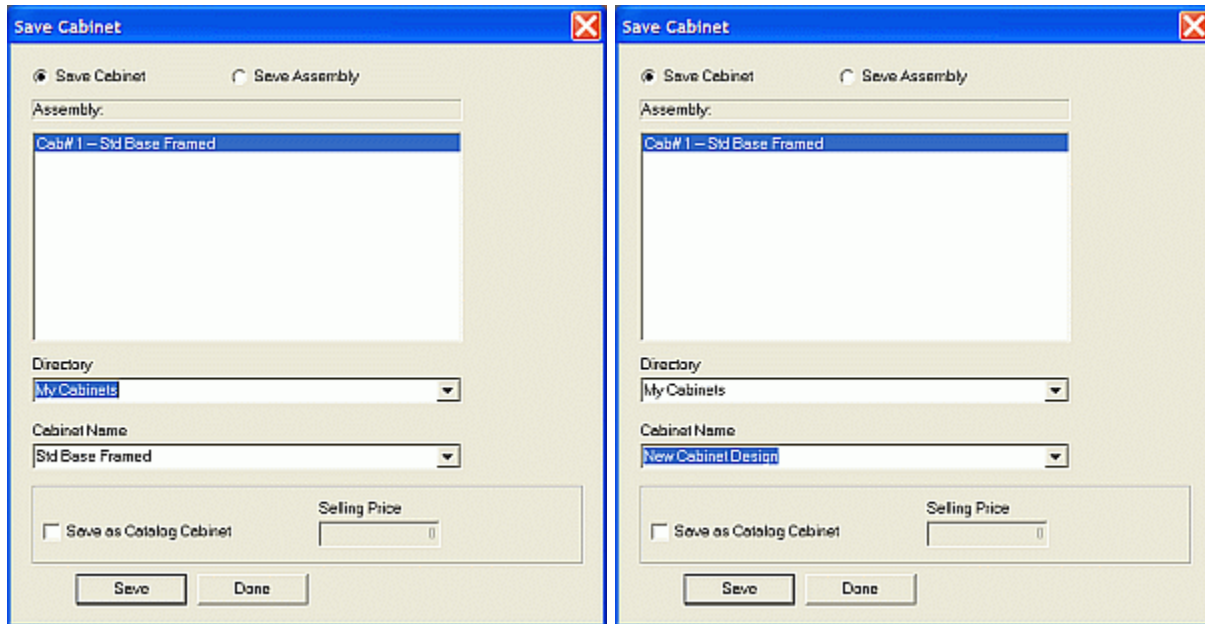 Save Cabinet
Save Cabinet
Save Assembly
Assembly:
Cab# 1 – Std Base Framed
Directory
My Cabinets
Cabinet Name
Std Base Framed
Selling Price
Save as Catalog Cabinet
0
Save
Done
Save Cabinet
Save Cabinet
Save Assembly
Assembly:
Cab# 1 – Std Base Framed
Directory
My Cabinets
Cabinet Name
New Cabinet Design
Selling Price
Save as Catalog Cabinet
0
Save
Done